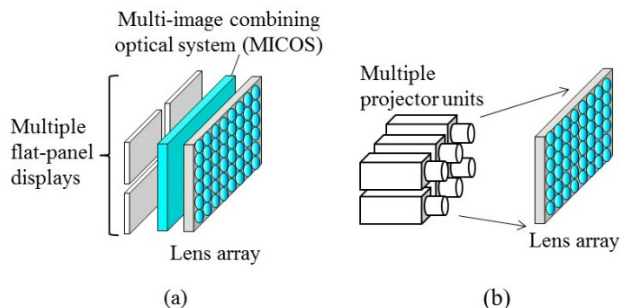 Multi-image combining
optical system (MICOS)
Multiple
flat-panel
displays
Lens array
(a)
Multiple
projector units
Lens array
(b)